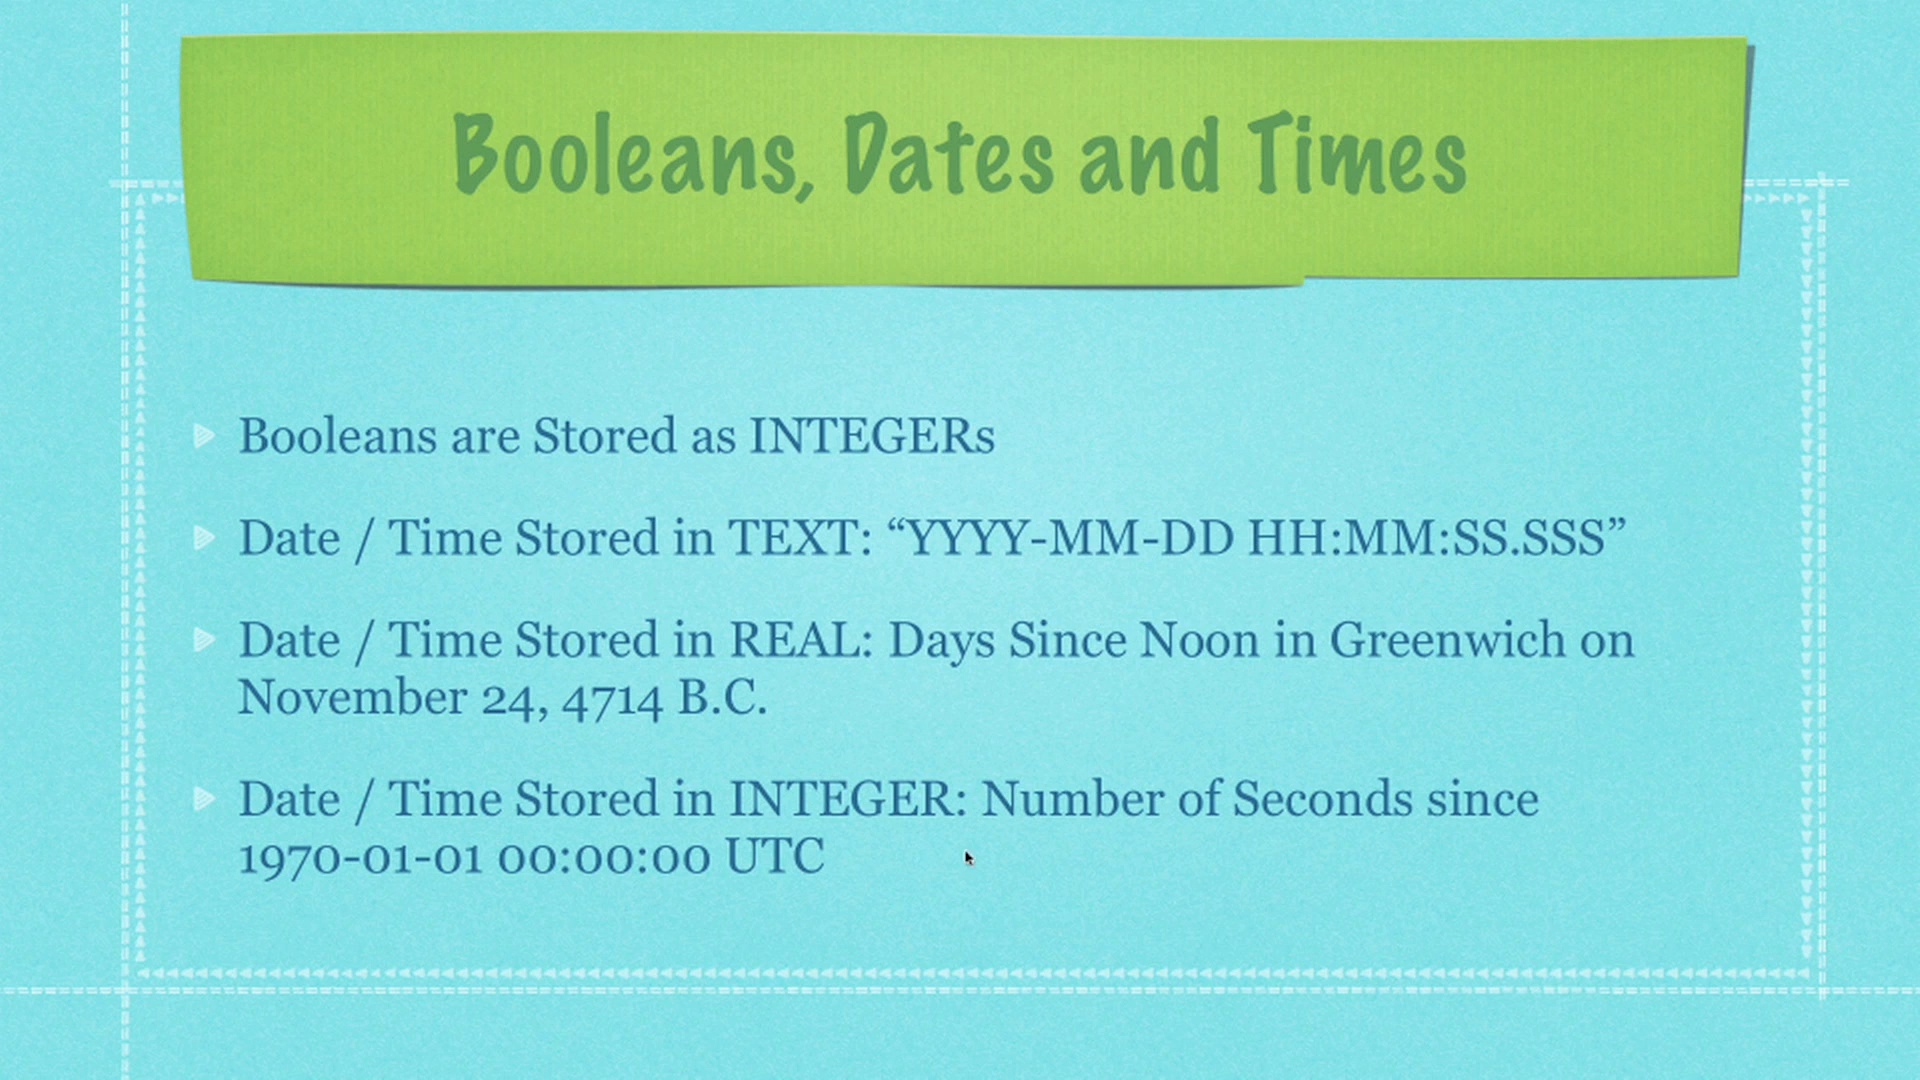 Booleans, Dates and Times
Booleans are Stored as INTEGERs
Date / Time Stored in TEXT: “YYYY-MM-DD HH:MM:SS.SSS”
Date / Time Stored in REAL: Days Since Noon in Greenwich on
November 24, 4714 B.C.
Date / Time Stored in INTEGER: Number of Seconds since
1970-01-01 00:00:00 UTC